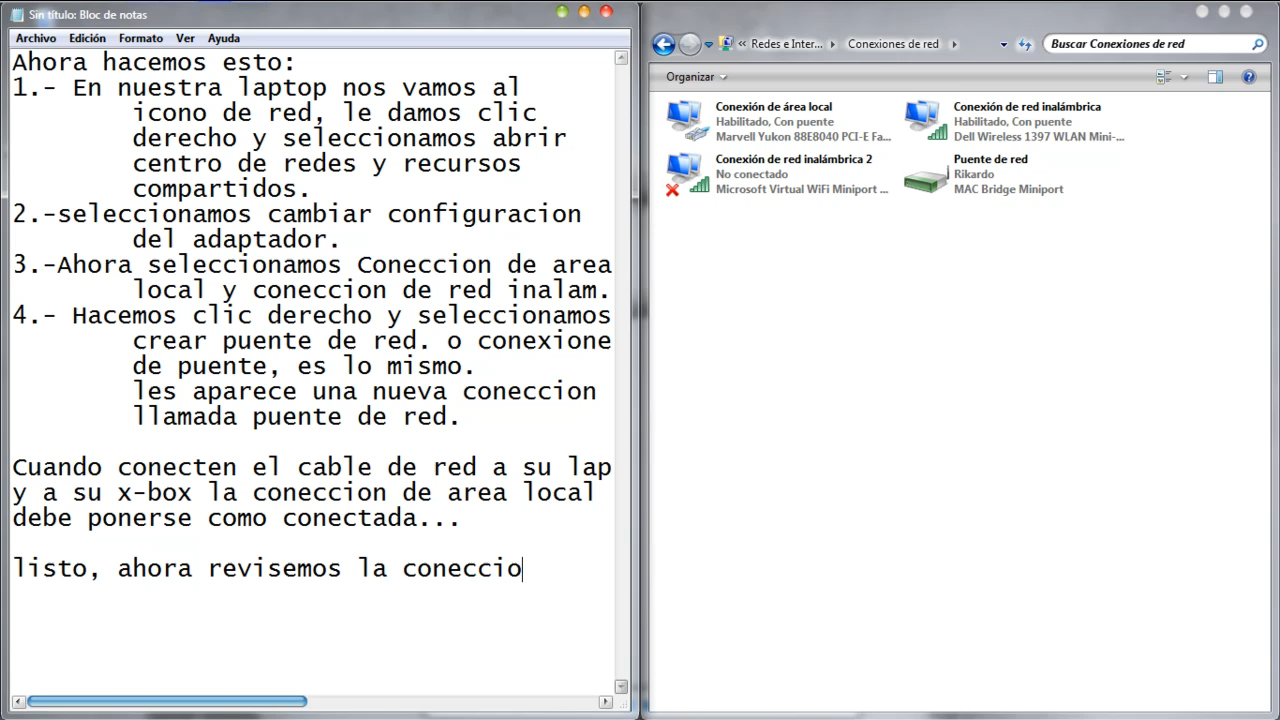 Sin título: Bloc de notas
Archivo Edición Formato Ver Ayuda
Ahora hacemos esto:
1.- En nuestra laptop nos vamos al
icono de red, le damos clic
derecho y seleccionamos abrir
centro de redes y recursos
compartidos.
2.-seleccionamos cambiar configuracion
del adaptador.
3.-Ahora seleccionamos Coneccion de area
local y coneccion de red inalam.
4.- Hacemos clic derecho y seleccionamos
crear puente de red. o conexione
de puente, es lo mismo.
les aparece una nueva coneccion
llamada puente de red.
Cuando conecten el cable de red a su lap
y a su x-box la coneccion de area local
debe ponerse como conectada...
listo, ahora revisemos la coneccio
« Redes e Inter... Conexiones de red
Buscar Conexiones de red
Organizar
Conexión de área local
Habilitado, Con puente
Marvell Yukon 88E8040 PCI-E Fa...
Conexión de red inalámbrica
Habilitado, Con puente
Dell Wireless 1397 WLAN Mini-...
Conexión de red inalámbrica 2
No conectado
Microsoft Virtual WiFi Miniport ...
Puente de red
Rikardo
MAC Bridge Miniport